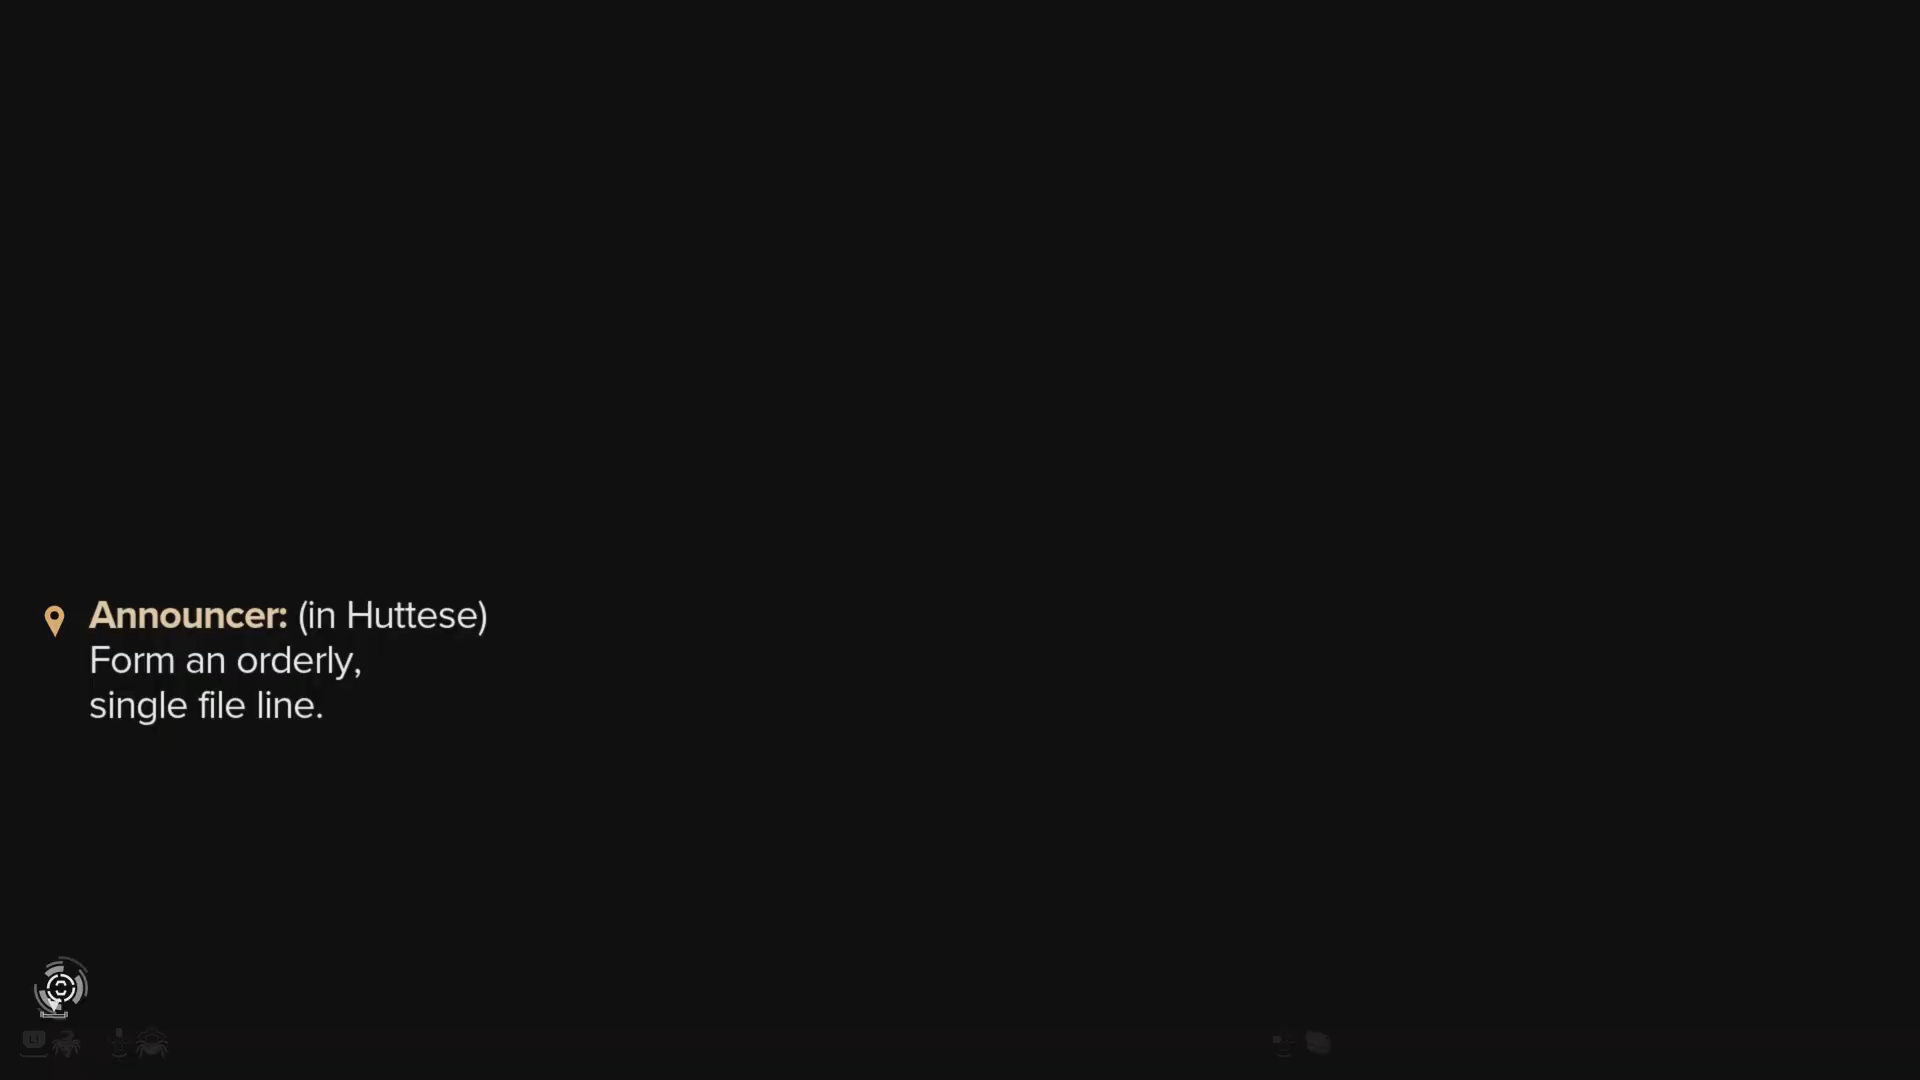 Announcer: (in Huttese)
Form an orderly,
single file line.